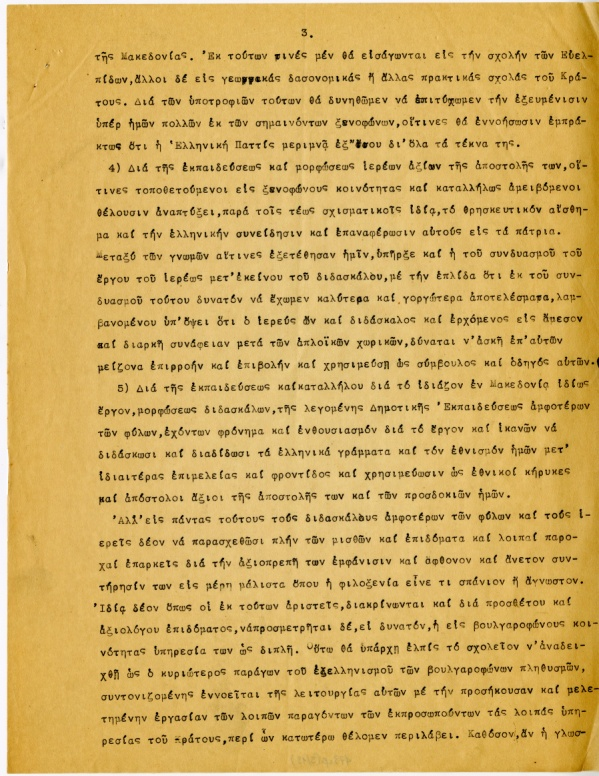 3.
τῆς Μακεδονίας. Ἐκ τούτων τινές μέν θά εἰσάγωνται εἰς τήν σχολήν τῶν Εὐελ-
πίδων,ἄλλοι δέ εἰς γεωργικάς δασονομικάς ἤ ἄλλας πρακτικάς σχολάς τοῦ Κρά-
τους. Διά τῶν ὑποτροφιῶν τούτων θά δυνηθῶμεν νά ἐπιτύχωμεν τήν ἐξευμένισιν
ὑπέρ ἡμῶν πολλῶν ἐκ τῶν σημαινόντων ξενοφώνων,οἵτινες θά ἐννοήσωσιν ἐμπρά-
κτως ὅτι ἡ Ἑλληνική Παττίς μεριμνᾷ ἐξ ἴσου δι'ὅλα τά τέκνα της.
4) Διά τῆς ἐκπαιδεύσεως καί μορφώσεως ἱερέων ἀξίων τῆς ἀποστολῆς των,οἵ-
τινες τοποθετούμενοι εἰς ξενοφώνους κοινότητας καί καταλλήλως ἀμειβόμενοι
θέλουσιν ἀναπτύξει,παρά τοῖς τέως σχισματικοῖς ἰδίᾳ,τό θρησκευτικόν αἴσθη-
μα καί τήν ἑλληνικήν συνείδησιν καί ἐπαναφέρωσιν αὐτούς εἰς τά πάτρια.
Μεταξύ τῶν γνωμῶν αἵτινες ἐξετέθησαν ἡμῖν,ὑπῆρξε καί ἡ τοῦ συνδυασμοῦ τοῦ
ἔργου τοῦ ἱερέως μετ'ἐκείνου τοῦ διδασκάλου,μέ τήν ἐπλίδα ὅτι ἐκ τοῦ συν-
δυασμοῦ τούτου δυνατόν νά ἔχωμεν καλύτερα καί γοργώτερα ἀποτελέσματα,λαμ-
βανομένου ὑπ'ὄψει ὅτι ὁ ἱερεύς ὤν καί διδάσκαλος καί ἐρχόμενος εἰς ἄμεσον
καί διαρκῆ συνάφειαν μετά τῶν ἁπλοϊκῶν χωρικῶν,δύναται ν'ἀσκῇ ἐπ'αὐτῶν
μείζονα ἐπιρροήν καί ἐπιβολήν καί χρησιμεύσῃ ὡς σύμβουλος καί ὁδηγός αὐτῶν.
5) Διά τῆς ἐκπαιδεύσεως καίκαταλλήλου διά τό ἰδιάζον ἐν Μακεδονίᾳ ἰδίως
ἔργον,μορφώσεως διδασκάλων,τῆς λεγομένης Δημοτικῆς Ἐκπαιδεύσεως ἀμφοτέρων
τῶν φύλων,ἐχόντων φρόνημα καί ἐνθουσιασμόν διά τό ἔργον καί ἱκανῶν νά
διδάσκωσι καί διαδίδωσι τά ἑλληνικά γράμματα καί τόν ἐθνισμόν ἡμῶν μετ'
ἰδιαιτέρας ἐπιμελείας καί φροντίδος καί χρησιμεύωσιν ὡς ἐθνικοί κήρυκες
καί ἀπόστολοι ἄξιοι τῆς ἀποστολῆς των καί τῶν προσδοκιῶν ἡμῶν.
Ἀλλ'εἰς πάντας τούτους τούς διδασκάλους ἀμφοτέρων τῶν φύλων καί τούς ἱ-
ερεῖς δέον νά παρασχεθῶσι πλήν τῶν μισθῶν καί ἐπιδόματα καί λοιπαί παρο-
χαί ἐπαρκεῖς διά τήν ἀξιοπρεπῆ των ἐμφάνισιν καί ἄφθονον καί ἄνετον συν-
τήρησίν των εἰς μέρη μάλιστα ὅπου ἡ φιλοξενία εἶνε τι σπάνιον ἤ ἄγνωστον.
Ἰδίᾳ δέον ὅπως οἱ ἐκ τούτων ἀριστεῖς,διακρίνωνται καί διά προσθέτου καί
ἀξιολόγου ἐπιδόματος,νάπροσμετρῆται δέ,εἰ δυνατόν,ἡ εἰς βουλγαροφώνους κοι-
νότητας ὑπηρεσία των ὡς διπλῆ. Οὕτω θά ὑπάρχῃ ἐλπίς τό σχολεῖον ν'ἀναδει-
χθῇ ὡς ὁ κυριώτερος παράγων τοῦ ἐξελληνισμοῦ τῶν βουλγαροφώνων πληθυσμῶν,
συντονιζομένης ἐννοεῖται τῆς λειτουργίας αὐτῶν μέ τήν προσήκουσαν καί μελε-
τημένην ἐργασίαν τῶν λοιπῶν παραγόντων τῶν ἐκπροσωπούντων τάς λοιπάς ὑπη-
ρεσίας τοῦ Κράτους,περί ὧν κατωτέρω θέλομεν περιλάβει. Καθόσον,ἄν ἡ γλωσ-